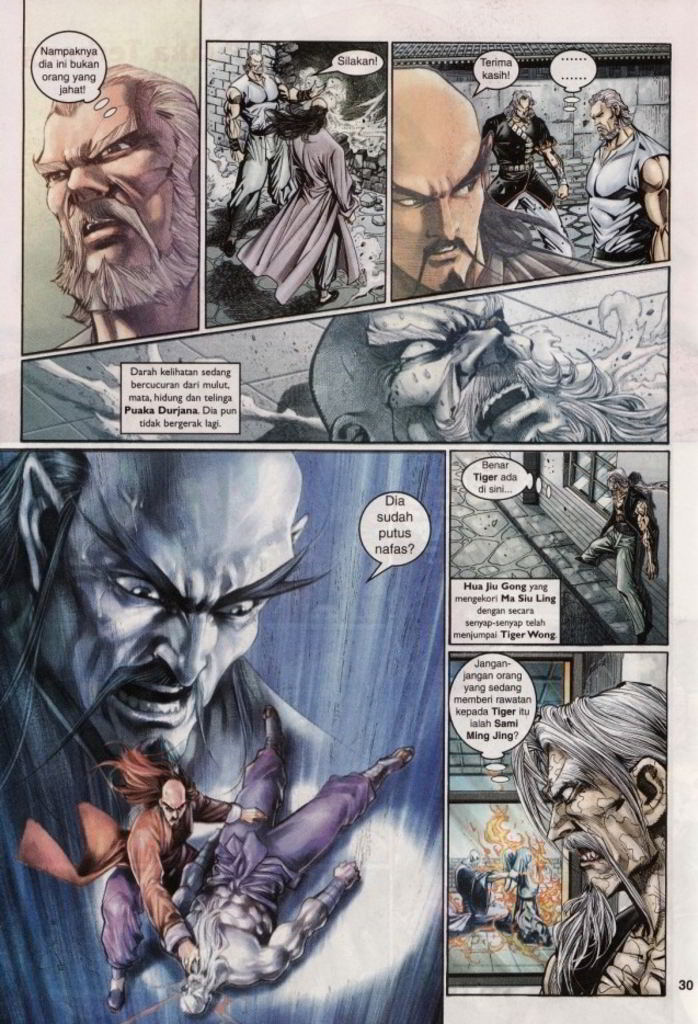 Nampaknya
dia ini bukan
orang yang
jahat!
Silakan!
Terima
kasih!
......
......
Darah kelihatan sedang
bercucuran dari mulut,
mata, hidung dan telinga
Puaka Durjana. Dia pun
tidak bergerak lagi.
Dia
sudah
putus
nafas?
Benar
Tiger ada
di sini...
Hua Jiu Gong yang
mengekori Ma Siu Ling
dengan secara
senyap-senyap telah
menjumpai Tiger Wong.
Jangan-
jangan orang
yang sedang
memberi rawatan
kepada Tiger itu
ialah Sami
Ming Jing?
30